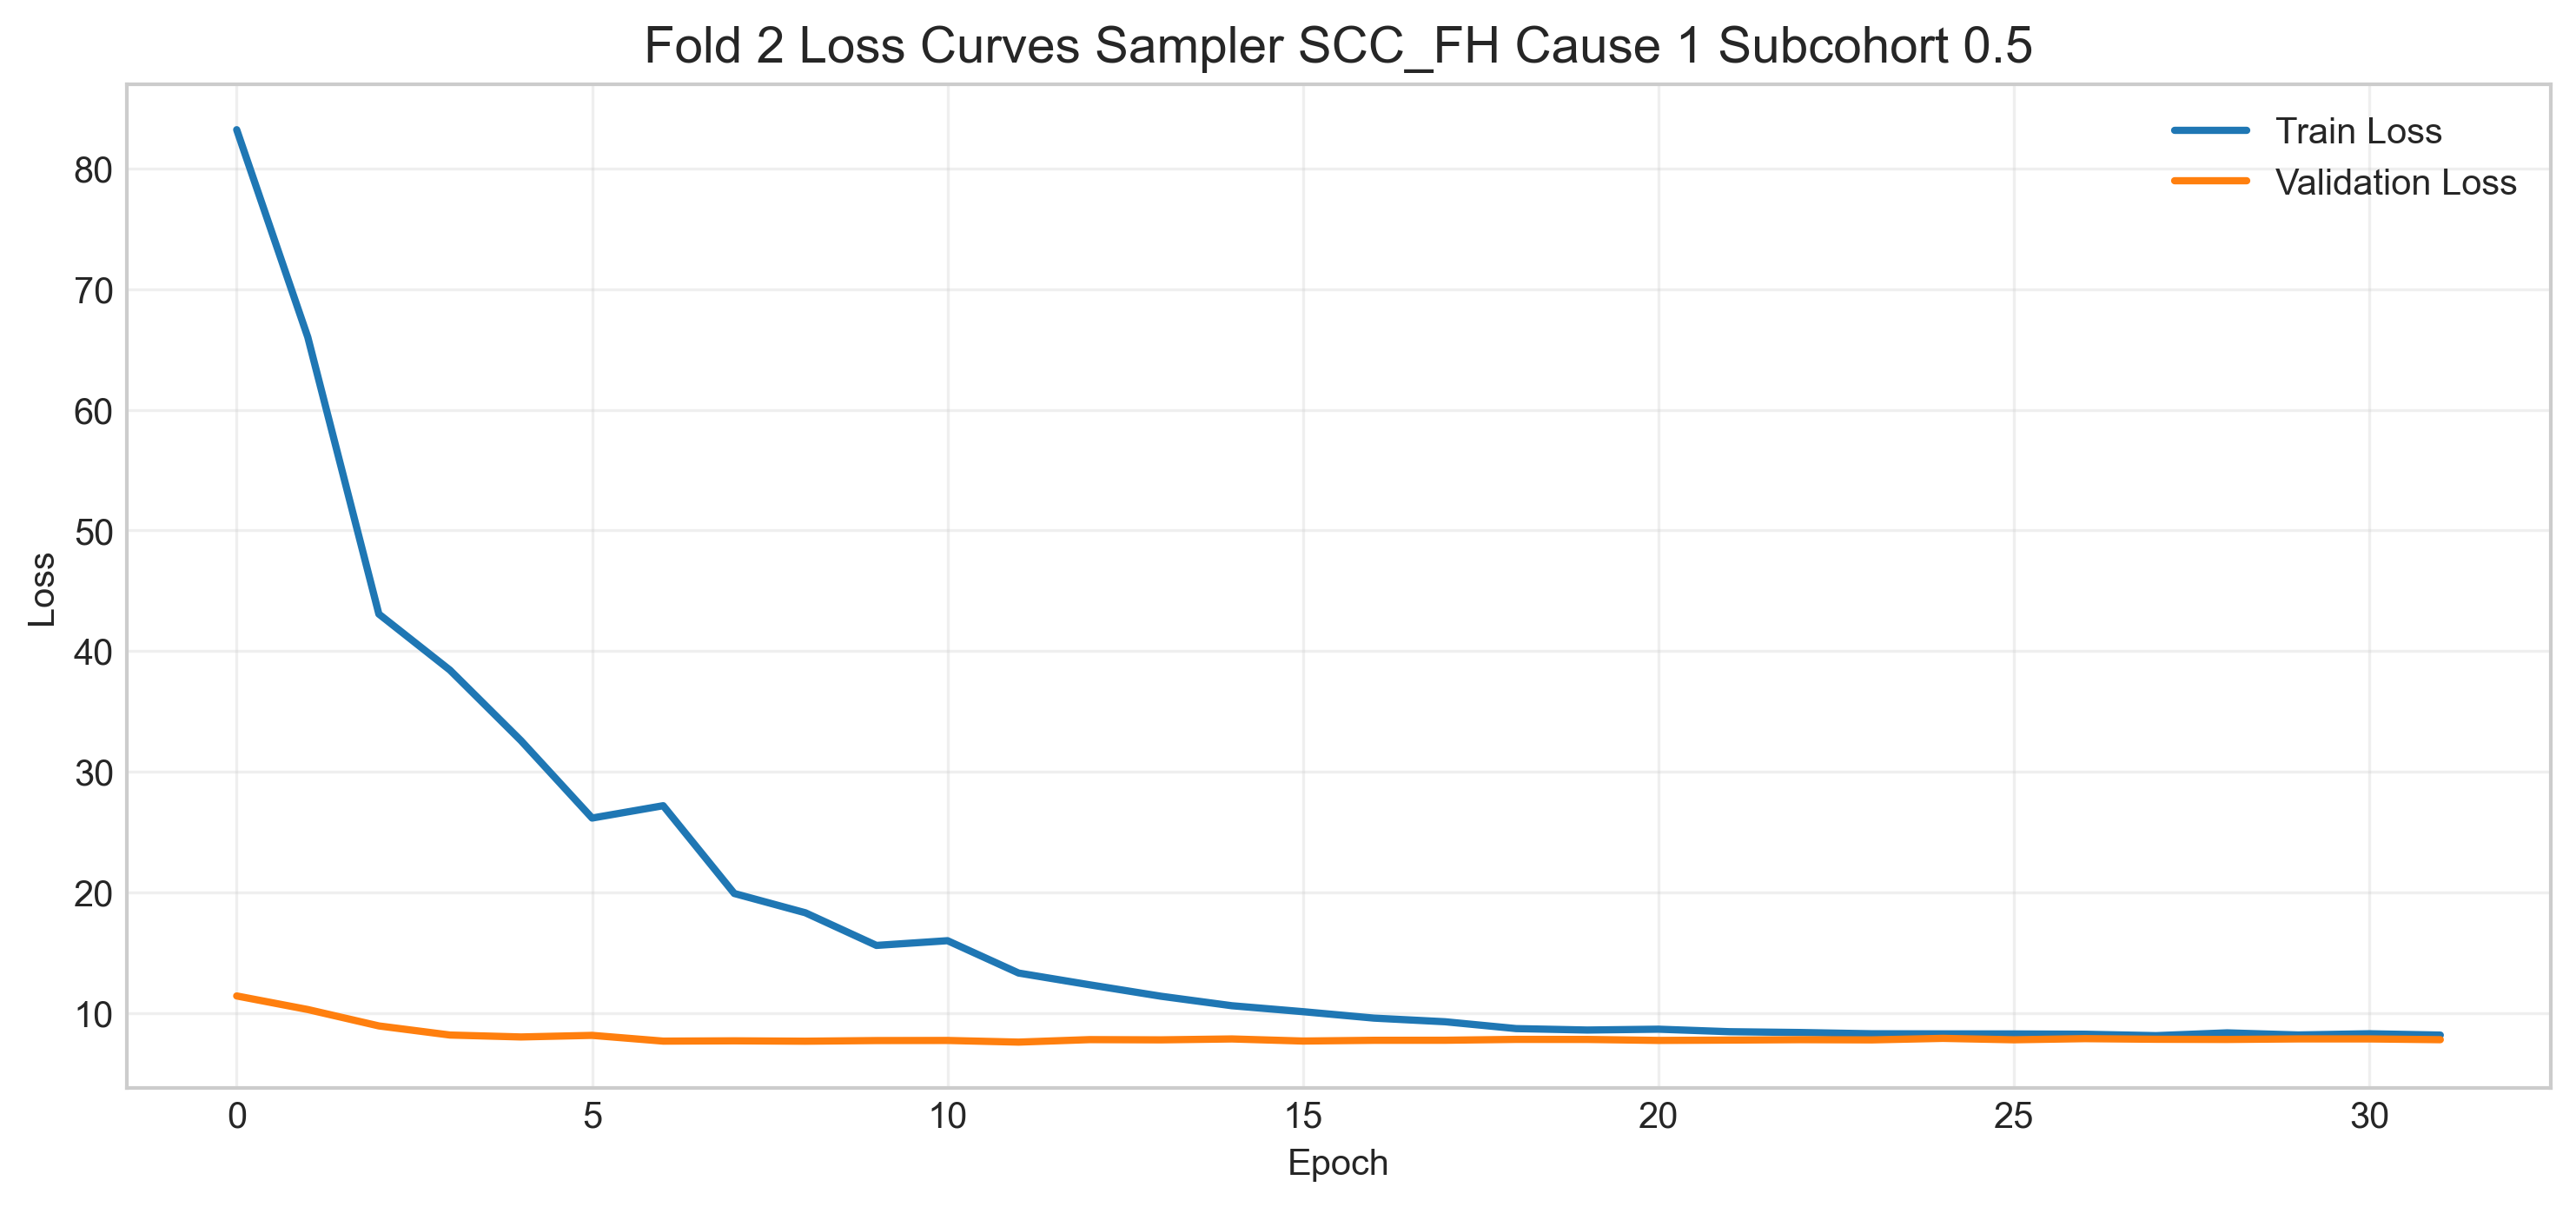 Fold 2 Loss Curves Sampler SCC_FH Cause 1 Subcohort 0.5
Train Loss
Validation Loss
80
70
60
50
40
30
20
10
Loss
0 5 10 15 20 25 30
Epoch